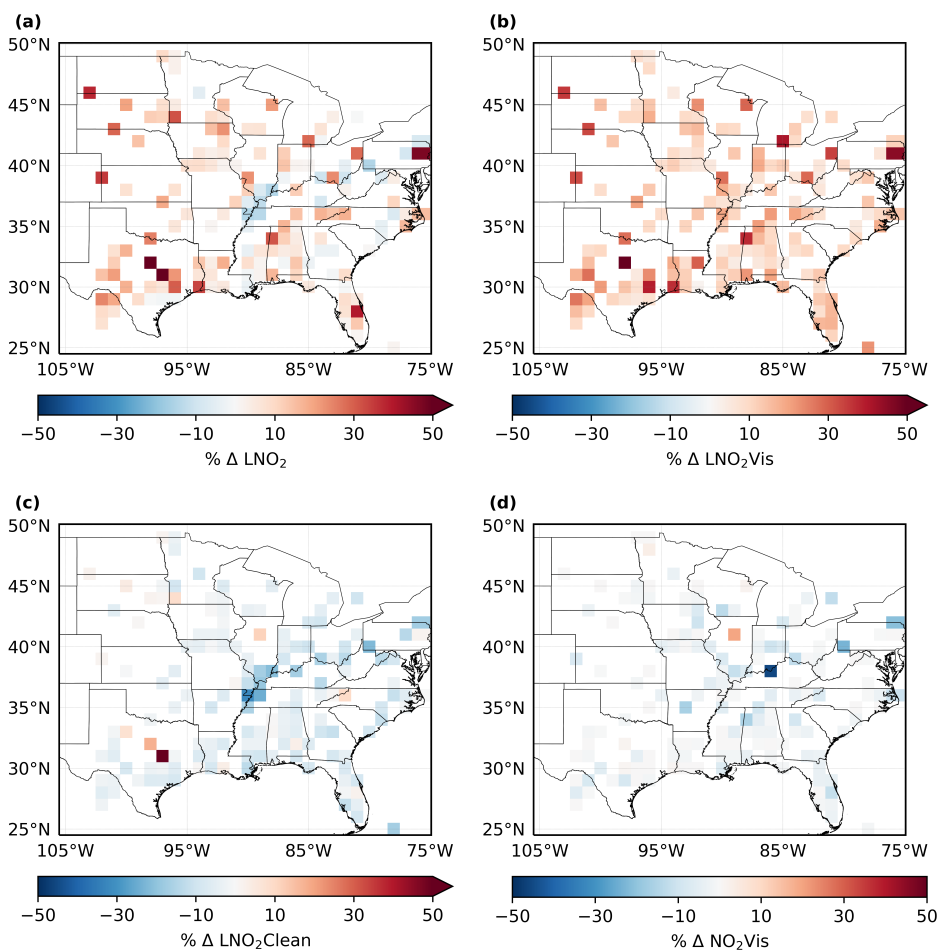 (a) (b)
50°N 50°N
45°N 45°N
40°N 40°N
35°N 35°N
30°N 30°N
25°N 25°N
105°W 95°W 85°W 75°W 105°W 95°W 85°W 75°W
−50 −30 −10 10 30 50 −50 −30 −10 10 30 50
% Δ LNO₂ % Δ LNO₂Vis
(c) (d)
50°N 50°N
45°N 45°N
40°N 40°N
35°N 35°N
30°N 30°N
25°N 25°N
105°W 95°W 85°W 75°W 105°W 95°W 85°W 75°W
−50 −30 −10 10 30 50 −50 −30 −10 10 30 50
% Δ LNO₂Clean % Δ NO₂Vis